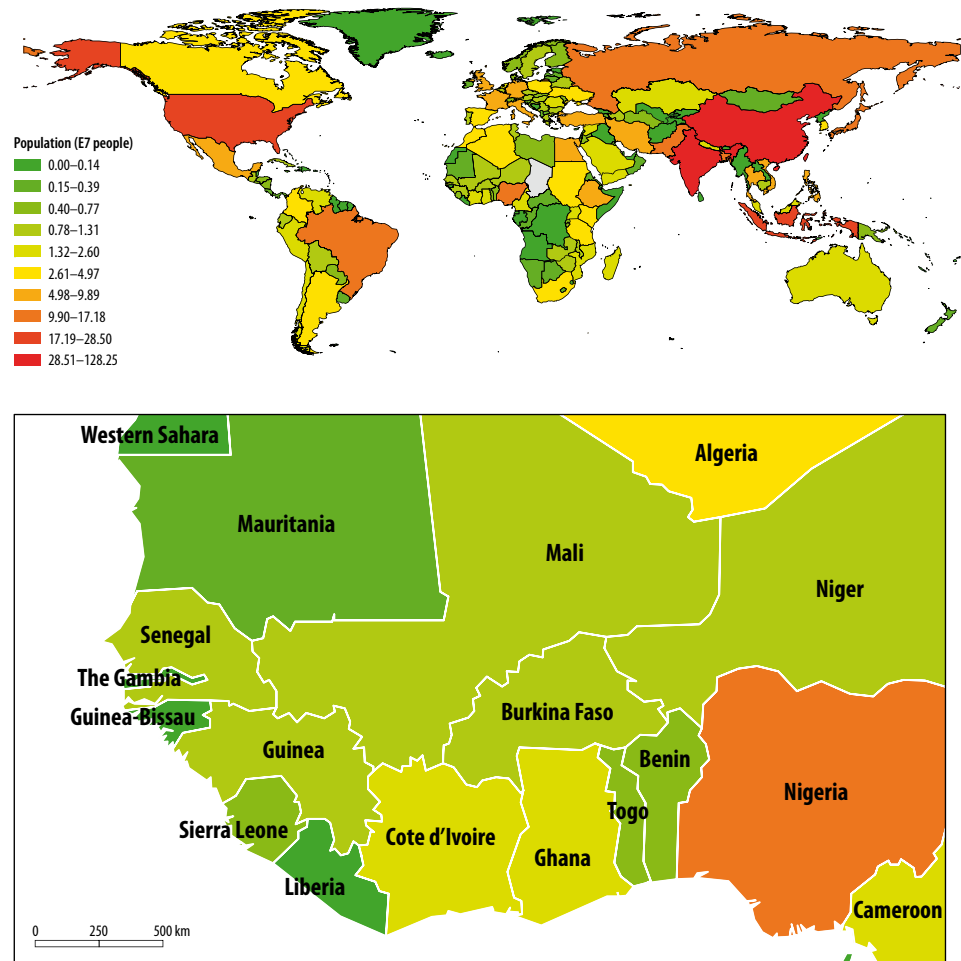 Population (E7 people)
0.00–0.14
0.15–0.39
0.40–0.77
0.78–1.31
1.32–2.60
2.61–4.97
4.98–9.89
9.90–17.18
17.19–28.50
28.51–128.25
Western Sahara
Algeria
Mauritania
Mali
Niger
Senegal
The Gambia
Guinea-Bissau
Burkina Faso
Guinea
Benin
Nigeria
Togo
Sierra Leone
Cote d’Ivoire
Ghana
Liberia
Cameroon
0 250 500 km